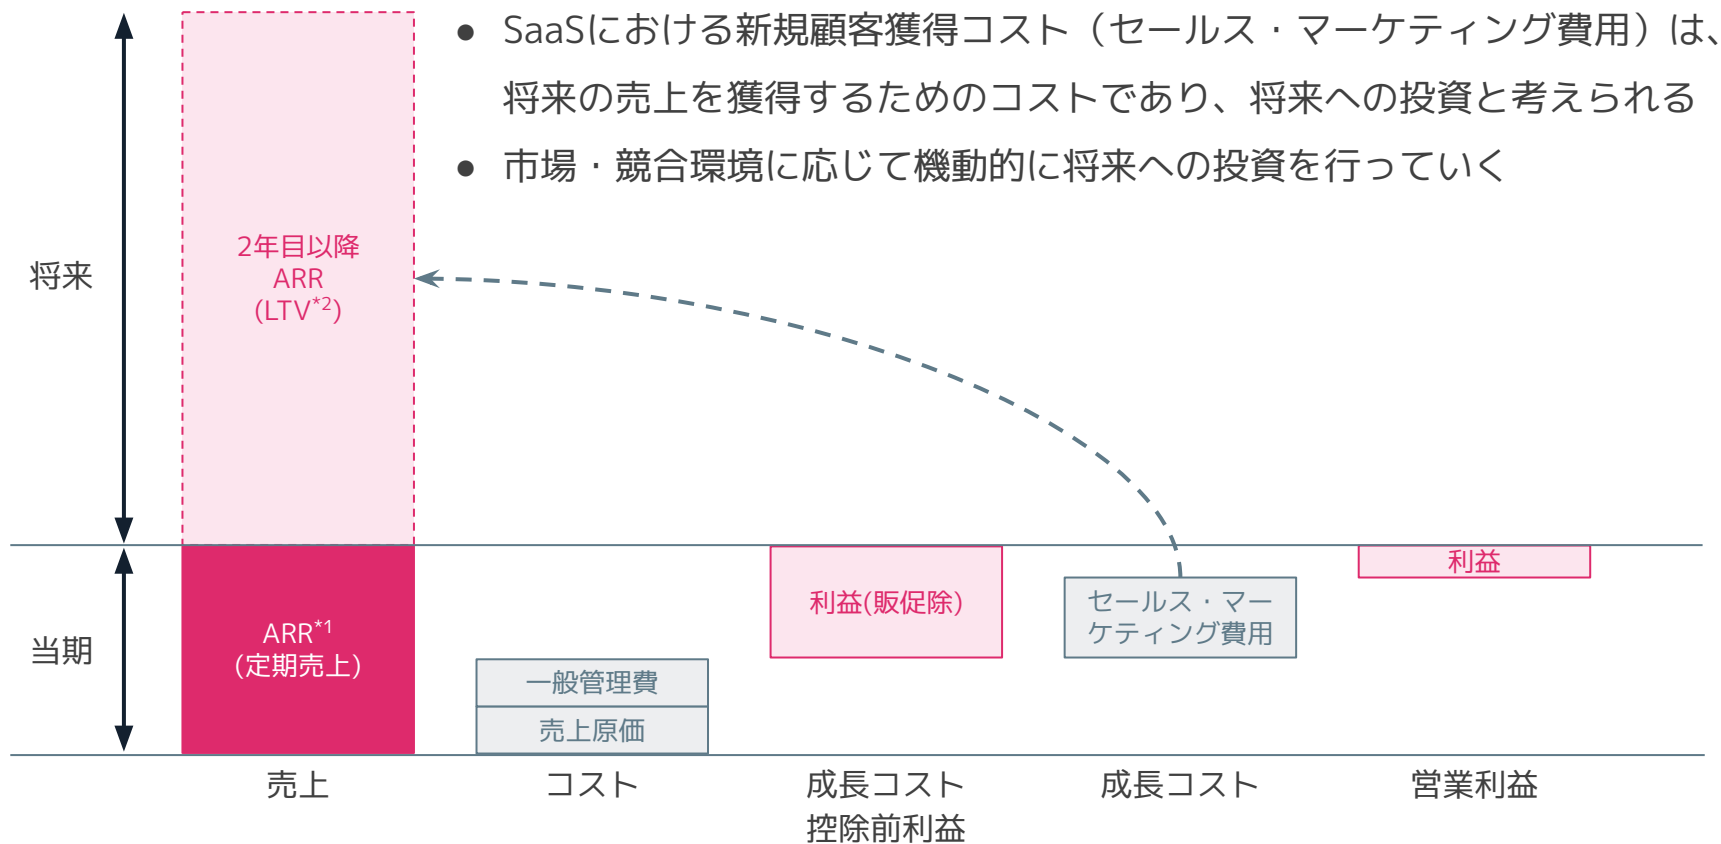 ● SaaSにおける新規顧客獲得コスト（セールス・マーケティング費用）は、
将来の売上を獲得するためのコストであり、将来への投資と考えられる
● 市場・競合環境に応じて機動的に将来への投資を行っていく
将来
2年目以降
ARR
(LTV*2)
当期
ARR*1
(定期売上)
一般管理費
売上原価
利益(販促除)
セールス・マー
ケティング費用
利益
売上
コスト
成長コスト
控除前利益
成長コスト
営業利益